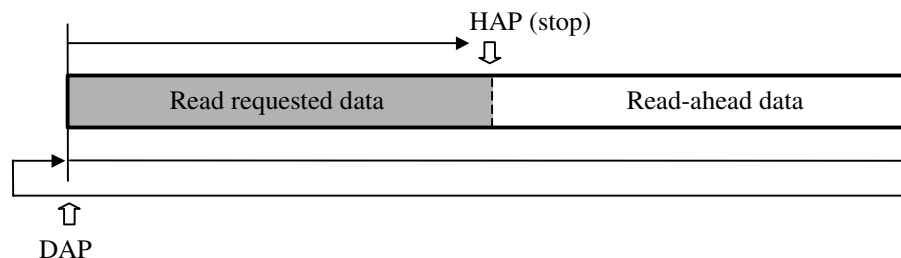 HAP (stop)
Read requested data
Read-ahead data
DAP